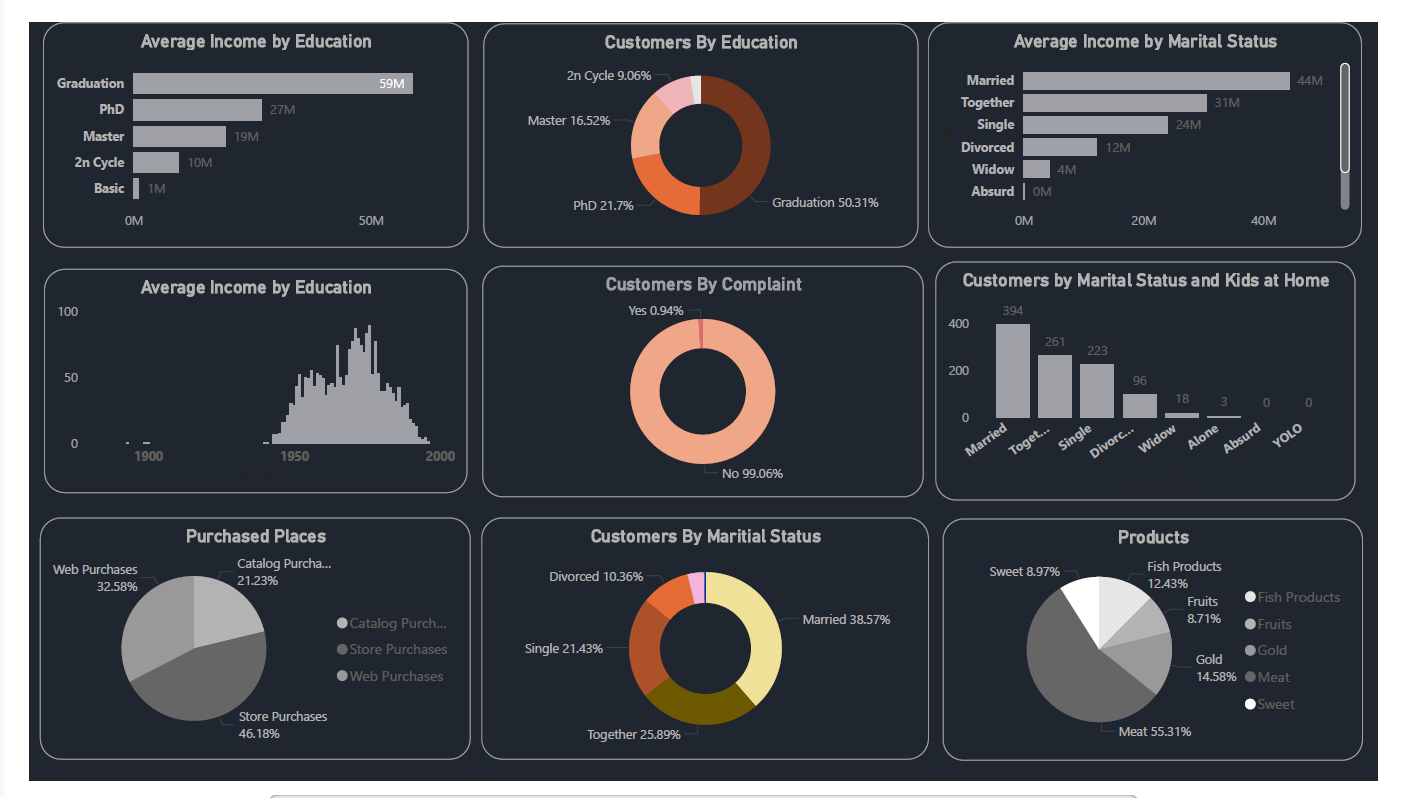 Average Income by Education
Graduation
59M
PhD
27M
Master
19M
2n Cycle
10M
Basic
1M
0M
50M
Customers By Education
2n Cycle 9.06%
Master 16.52%
PhD 21.7%
Graduation 50.31%
Average Income by Marital Status
Married
44M
Together
31M
Single
24M
Divorced
12M
Widow
4M
Absurd
0M
0M
20M
40M
Average Income by Education
100
50
0
1900
1950
2000
Customers By Complaint
Yes 0.94%
No 99.06%
Customers by Marital Status and Kids at Home
400
200
0
394
261
223
96
18
3
0
0
Married
Toget...
Single
Divorc...
Widow
Alone
Absurd
YOLO
Purchased Places
Web Purchases
32.58%
Catalog Purcha...
21.23%
Store Purchases
46.18%
Catalog Purch...
Store Purchases
Web Purchases
Customers By Maritial Status
Divorced 10.36%
Married 38.57%
Single 21.43%
Together 25.89%
Products
Sweet 8.97%
Fish Products
12.43%
Fruits
8.71%
Gold
14.58%
Meat 55.31%
Fish Products
Fruits
Gold
Meat
Sweet